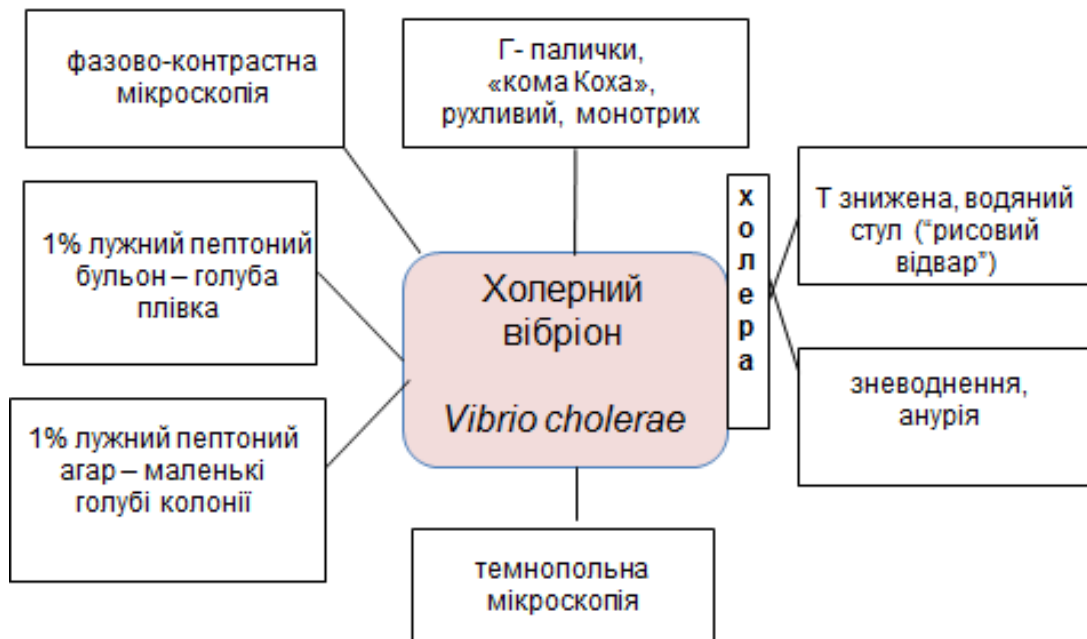 фазово-контрастна
мікроскопія
Г- палички,
«кома Коха»,
рухливий, монотрих
1% лужний пептоний
бульон – голуба
плівка
1% лужний пептоний
агар – маленькі
голубі колонії
Холерний
вібріон
Vibrio cholerae
холера
Т знижена, водяний
стул (“рисовий
відвар”)
зневоднення,
анурія
темнопольна
мікроскопія